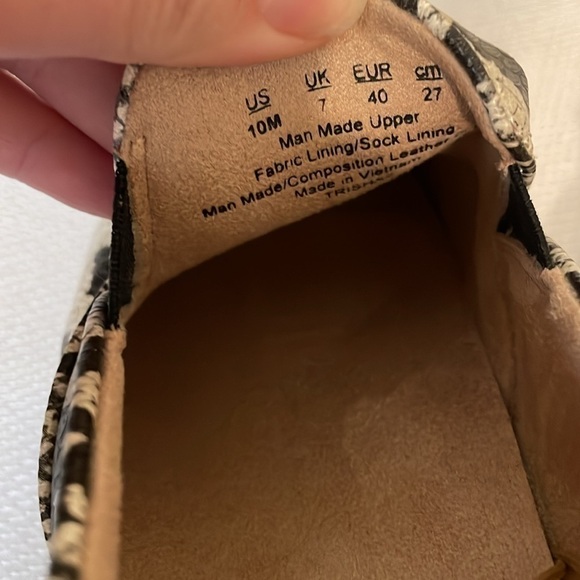 US UK EUR cm
10M 7 40 27
Man Made Upper
Fabric Lining/Sock Lining
Man Made/Composition Leather
Made in Vietnam